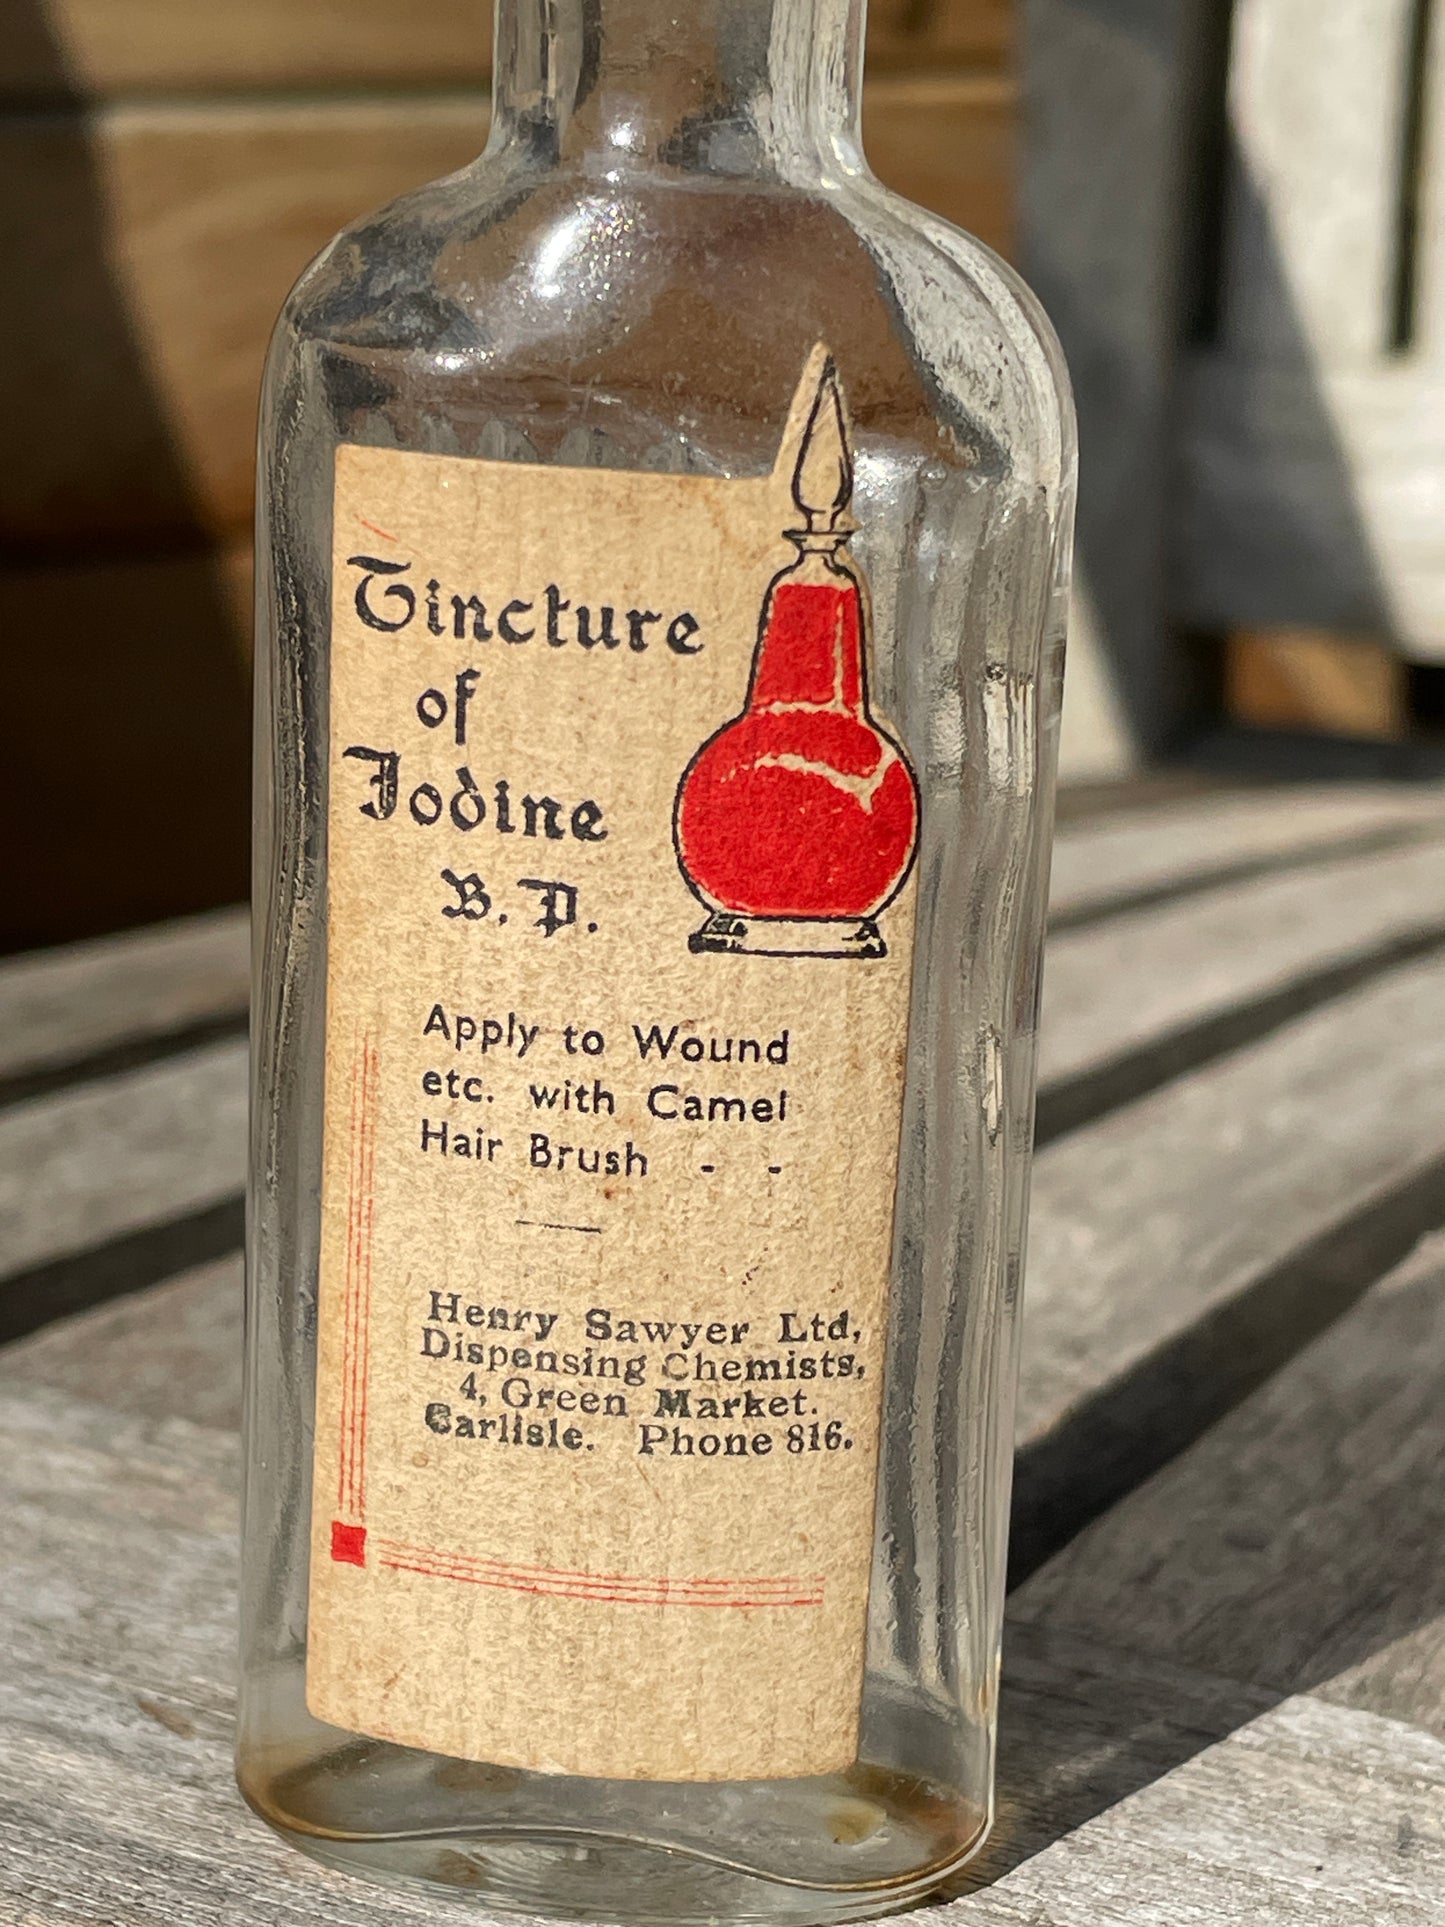 Tincture
of
Iodine
B. P.
Apply to Wound
etc. with Camel
Hair Brush - -
Henry Sawyer Ltd,
Dispensing Chemists,
4, Green Market.
Carlisle. Phone 816.